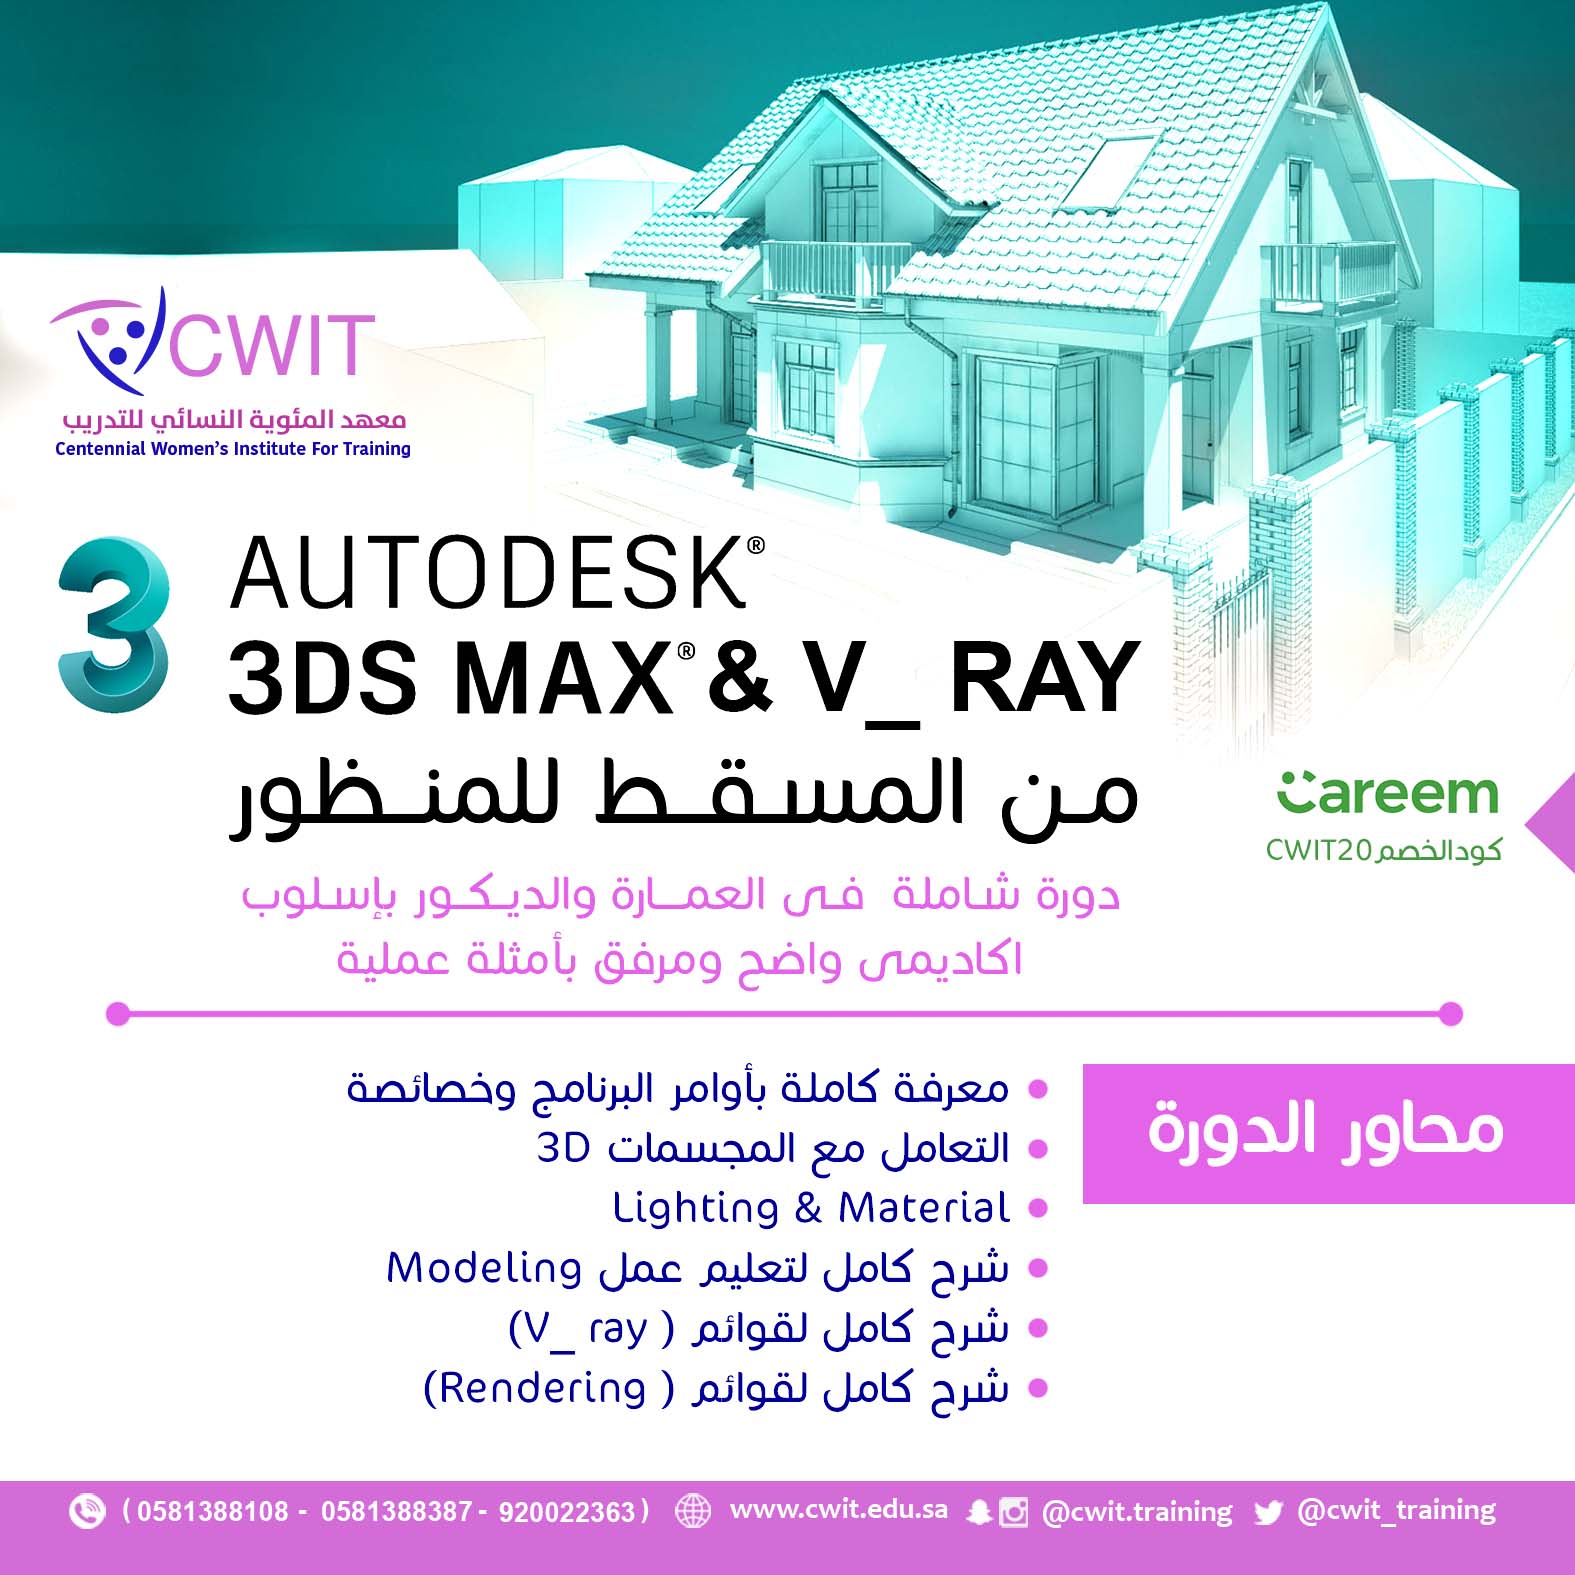 CWIT
معهد المئوية النسائي للتدريب
Centennial Women's Institute For Training
AUTODESK®
3DS MAX® & V_ RAY
من المسقط للمنظور
Careem
كود الخصم CWIT20
دورة شاملة فى العمارة والديكور بإسلوب
اكاديمى واضح ومرفق بأمثلة عملية
محاور الدورة
معرفة كاملة بأوامر البرنامج وخصائصة
التعامل مع المجسمات 3D
Lighting & Material
شرح كامل لتعليم عمل Modeling
شرح كامل لقوائم ( V_ ray)
شرح كامل لقوائم ( Rendering)
( 0581388108 - 0581388387 - 920022363 ) www.cwit.edu.sa @cwit.training @cwit_training